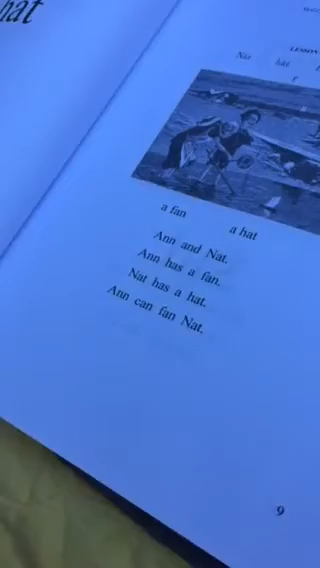 hat
LESSON
Nat hat
a fan a hat
Ann and Nat.
Ann has a fan.
Nat has a hat.
Ann can fan Nat.
9